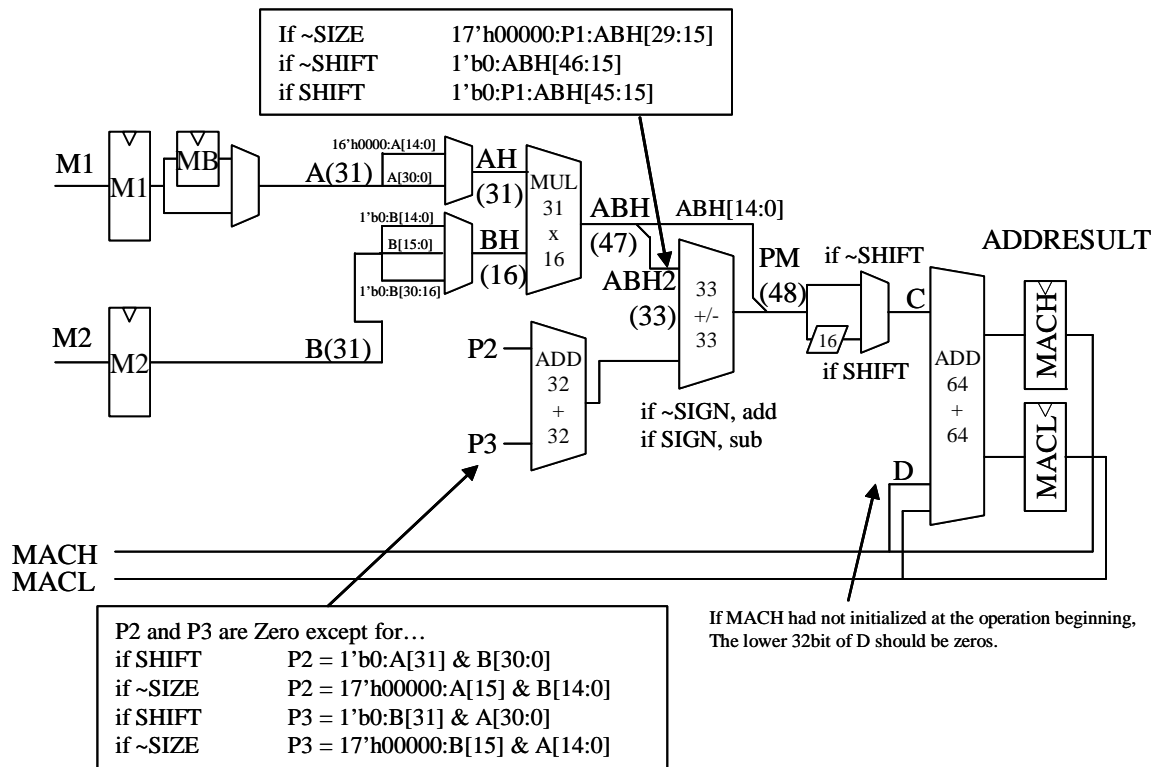 If ~SIZE 17'h00000:P1:ABH[29:15]
if ~SHIFT 1'b0:ABH[46:15]
if SHIFT 1'b0:P1:ABH[45:15]
M1
M1
MB
A(31)
16'h0000:A[14:0]
A[30:0]
AH
(31)
MUL
31
x
16
1'b0:B[14:0]
B[15:0]
1'b0:B[30:16]
BH
(16)
ABH
(47)
ABH[14:0]
ABH2
(33)
33
+/-
33
PM
(48)
if ~SHIFT
16
if SHIFT
C
ADDRESULT
M2
M2
B(31)
P2
P3
ADD
32
+
32
if ~SIGN, add
if SIGN, sub
D
ADD
64
+
64
MACH
MACL
MACH
MACL
P2 and P3 are Zero except for…
if SHIFT P2 = 1'b0:A[31] & B[30:0]
if ~SIZE P2 = 17'h00000:A[15] & B[14:0]
if SHIFT P3 = 1'b0:B[31] & A[30:0]
if ~SIZE P3 = 17'h00000:B[15] & A[14:0]
If MACH had not initialized at the operation beginning,
The lower 32bit of D should be zeros.